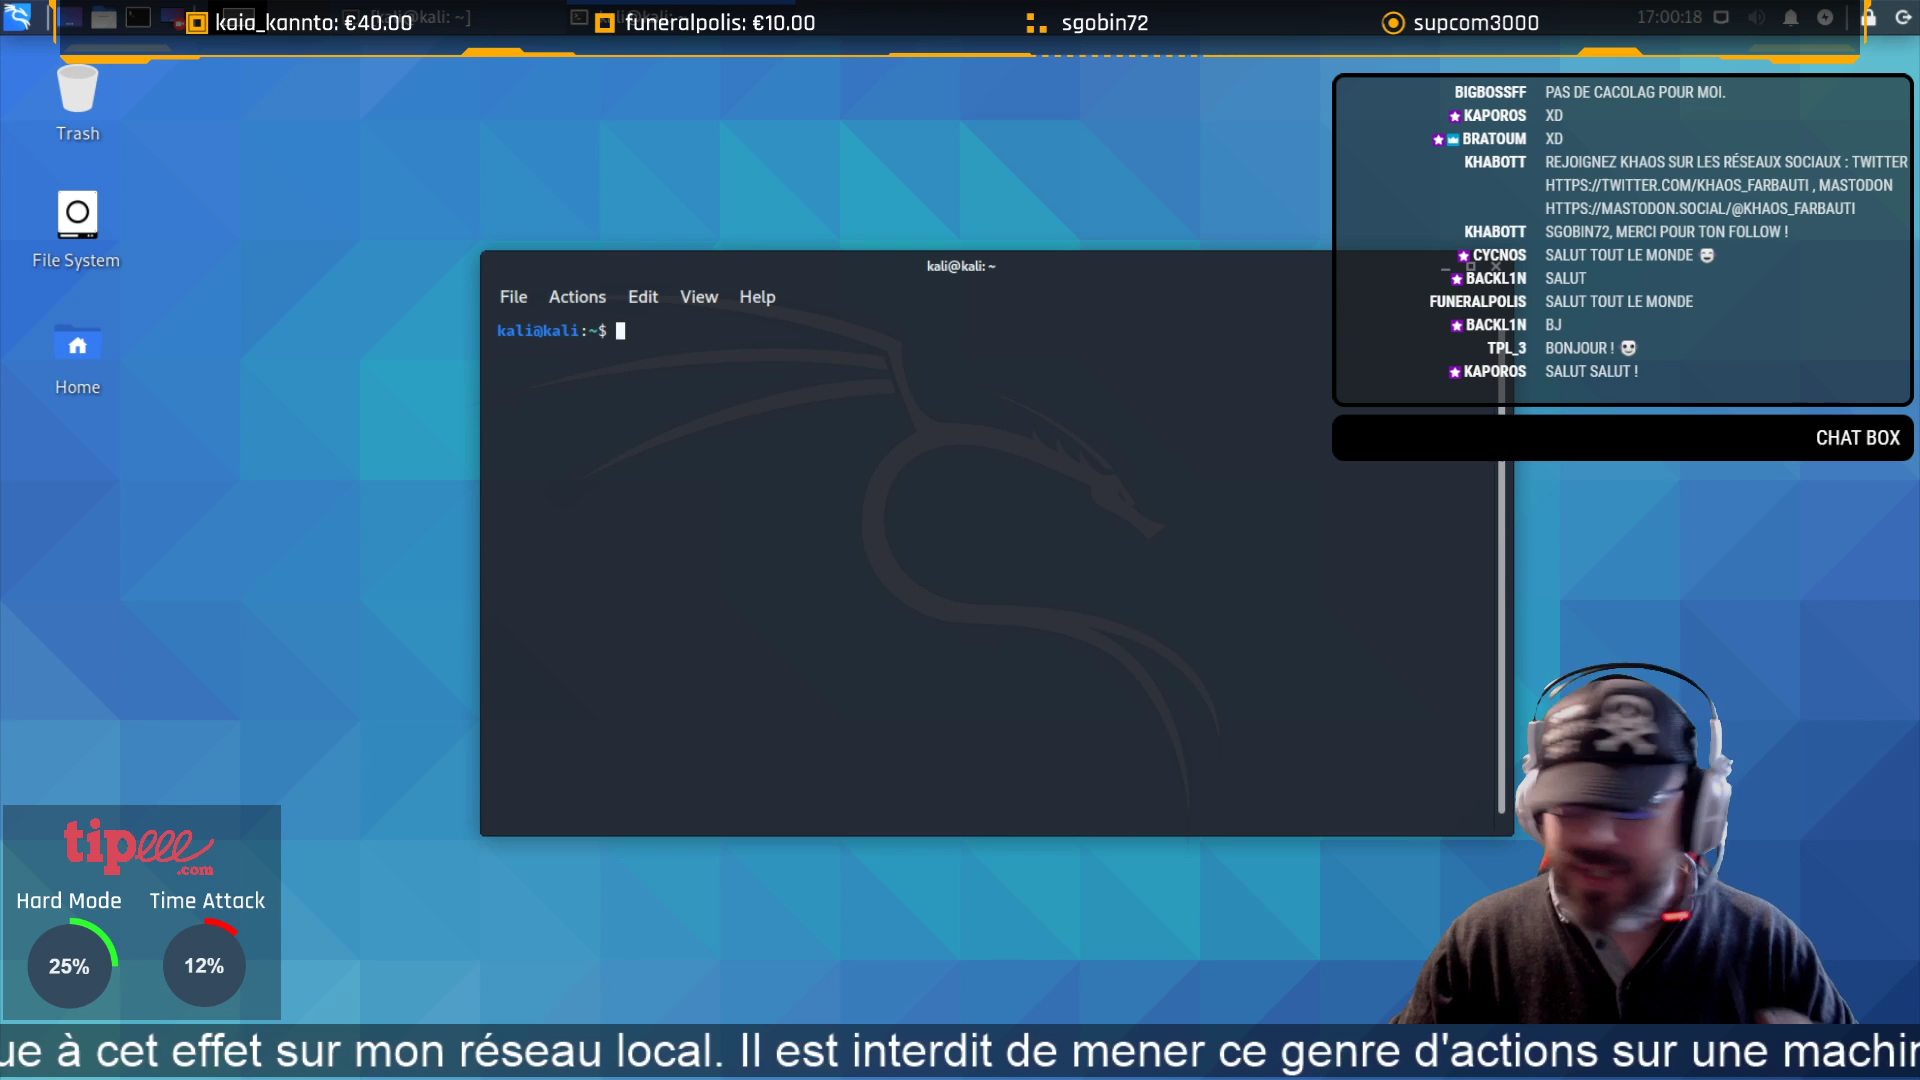 kaia_kannto: €40.00
funeralpolis: €10.00
sgobin72
supcom3000
17:00:18
Trash
File System
Home
kali@kali: ~
File Actions Edit View Help
kali@kali:~$
BIGBOSSFF PAS DE CACOLAG POUR MOI.
KAPOROS XD
BRATOUM XD
KHABOTT REJOIGNEZ KHAOS SUR LES RÉSEAUX SOCIAUX : TWITTER
HTTPS://TWITTER.COM/KHAOS_FARBAUTI , MASTODON
HTTPS://MASTODON.SOCIAL/@KHAOS_FARBAUTI
KHABOTT SGOBIN72, MERCI POUR TON FOLLOW !
CYCNOS SALUT TOUT LE MONDE
BACKL1N SALUT
FUNERALPOLIS SALUT TOUT LE MONDE
BACKL1N BJ
TPL_3 BONJOUR !
KAPOROS SALUT SALUT !
CHAT BOX
tipeee
.com
Hard Mode Time Attack
25% 12%
ue à cet effet sur mon réseau local. Il est interdit de mener ce genre d'actions sur une machin